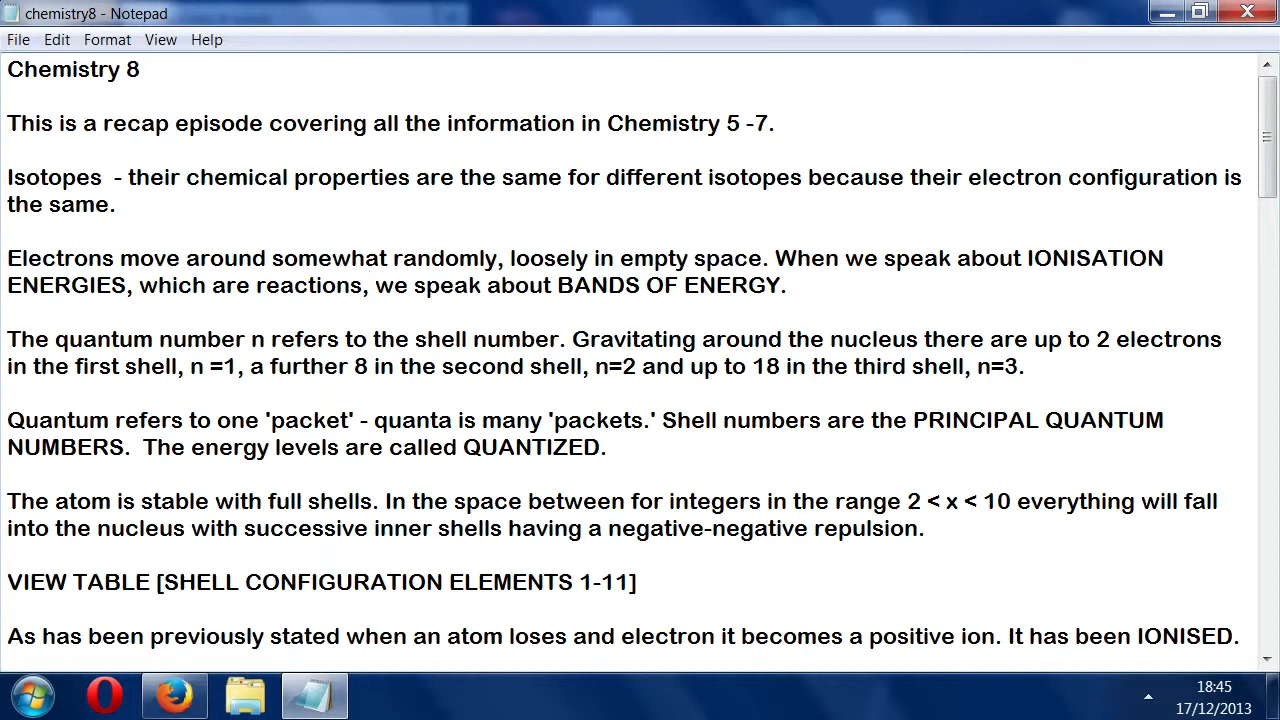 chemistry8 - Notepad
File Edit Format View Help
Chemistry 8
This is a recap episode covering all the information in Chemistry 5 -7.
Isotopes  - their chemical properties are the same for different isotopes because their electron configuration is
the same.
Electrons move around somewhat randomly, loosely in empty space. When we speak about IONISATION
ENERGIES, which are reactions, we speak about BANDS OF ENERGY.
The quantum number n refers to the shell number. Gravitating around the nucleus there are up to 2 electrons
in the first shell, n =1, a further 8 in the second shell, n=2 and up to 18 in the third shell, n=3.
Quantum refers to one 'packet' - quanta is many 'packets.' Shell numbers are the PRINCIPAL QUANTUM
NUMBERS.  The energy levels are called QUANTIZED.
The atom is stable with full shells. In the space between for integers in the range 2 < x < 10 everything will fall
into the nucleus with successive inner shells having a negative-negative repulsion.
VIEW TABLE [SHELL CONFIGURATION ELEMENTS 1-11]
As has been previously stated when an atom loses and electron it becomes a positive ion. It has been IONISED.
18:45
17/12/2013